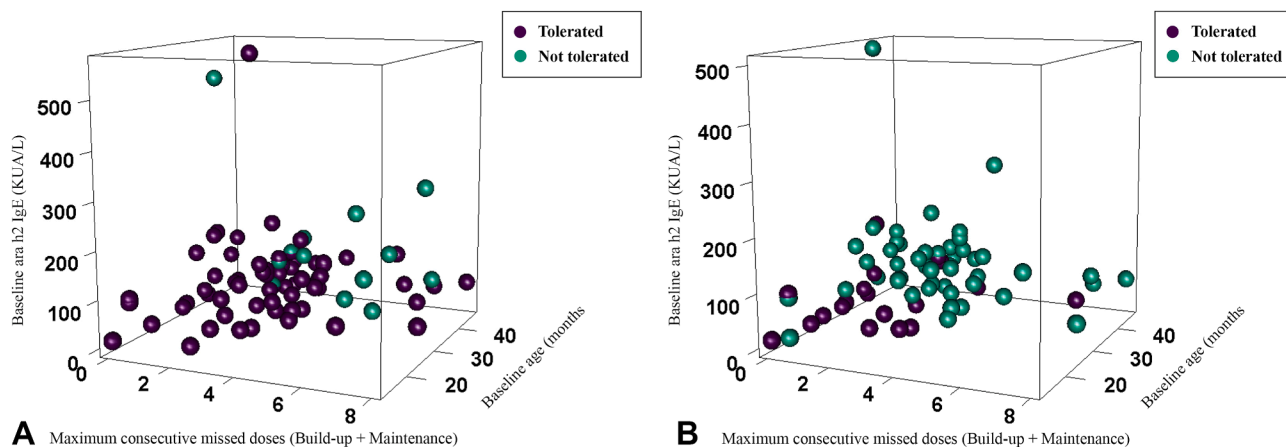 Tolerated
Not tolerated
Baseline ara h2 IgE (KUA/L)
500
400
300
200
100
0
0
2
4
6
8
20
30
40
Baseline age (months
A Maximum consecutive missed doses (Build-up + Maintenance)
Tolerated
Not tolerated
Baseline ara h2 IgE (KUA/L)
500
400
300
200
100
0
0
2
4
6
8
20
30
40
Baseline age (months
B Maximum consecutive missed doses (Build-up + Maintenance)